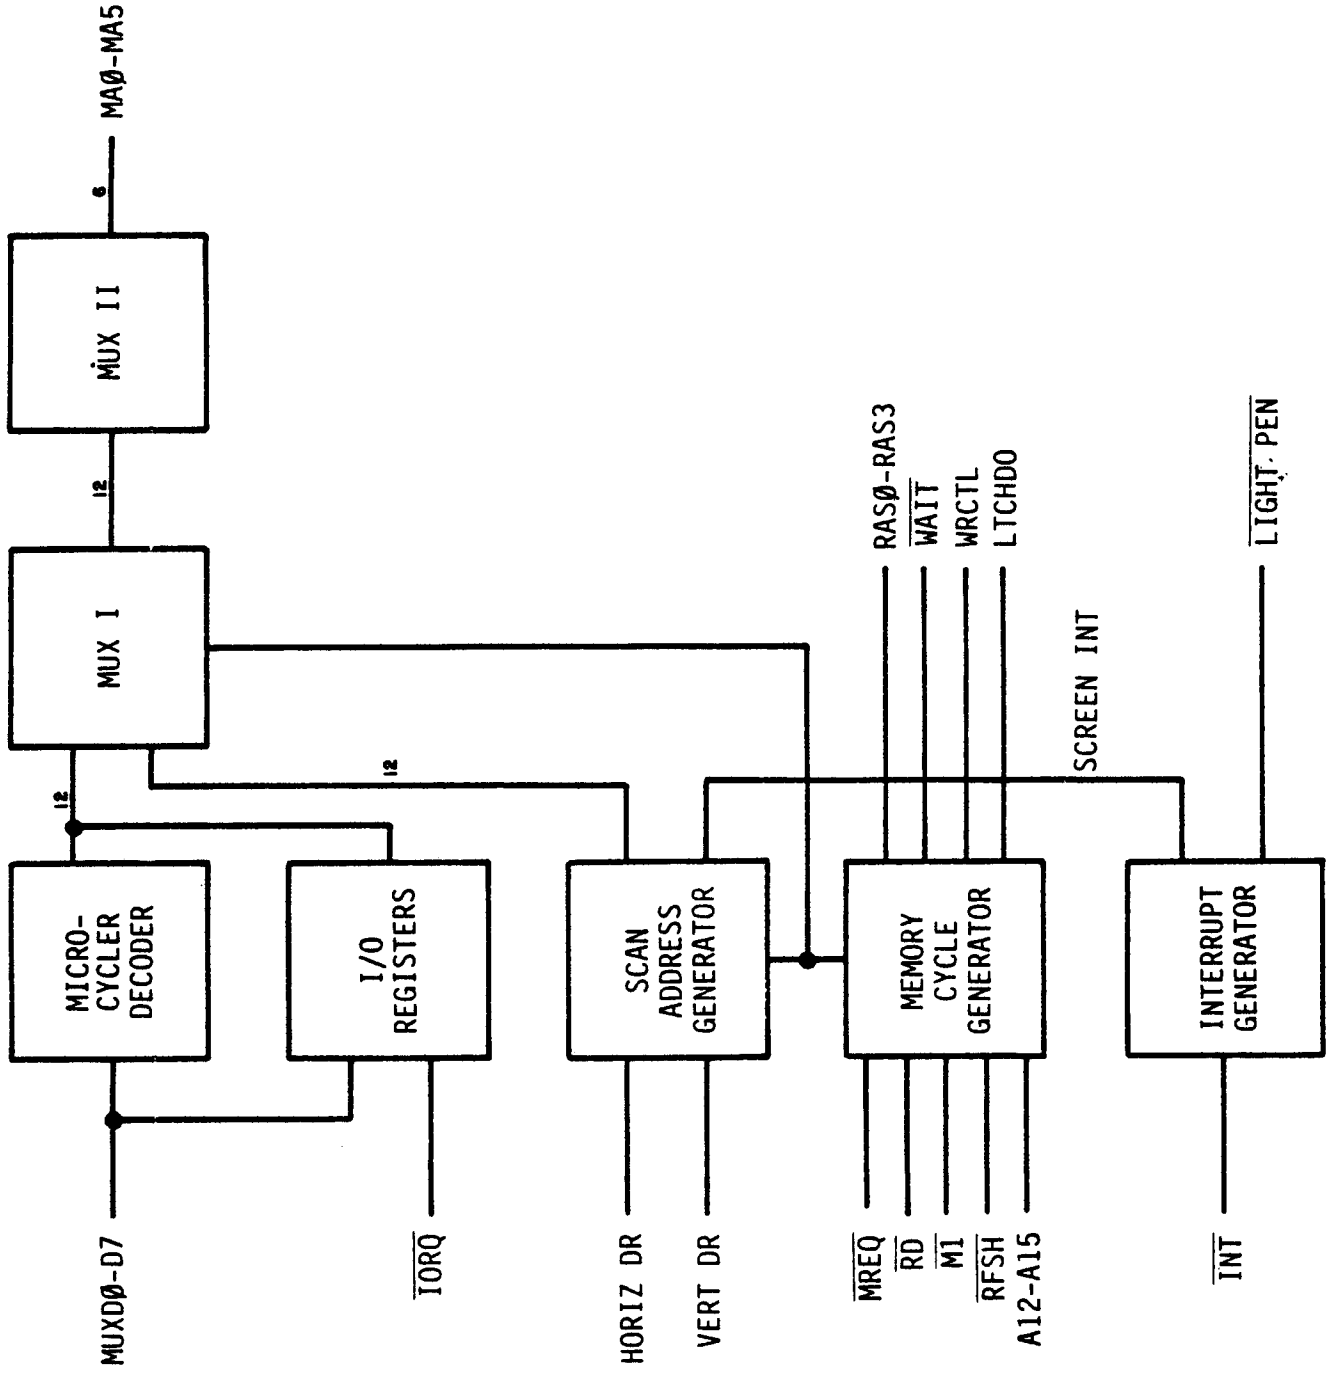 MUXDØ-D7
MICRO-
CYCLER
DECODER
12
MUX I
12
MUX II
6
MAØ-MA5
IORQ
I/O
REGISTERS
12
HORIZ DR
VERT DR
SCAN
ADDRESS
GENERATOR
MREQ
RD
M1
RFSH
A12-A15
MEMORY
CYCLE
GENERATOR
RASØ-RAS3
WAIT
WRCTL
LTCHDO
SCREEN INT
INT
INTERRUPT
GENERATOR
LIGHT PEN